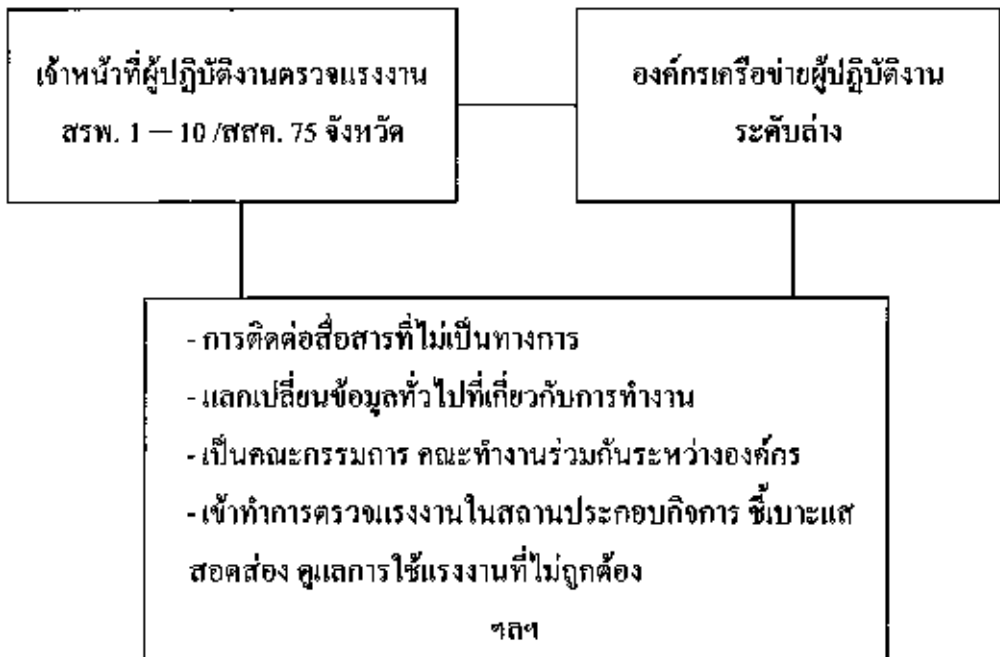 เจ้าหน้าที่ผู้ปฏิบัติงานตรวจแรงงาน
สรพ. 1 – 10 /สสค. 75 จังหวัด
องค์กรเครือข่ายผู้ปฏิบัติงาน
ระดับล่าง
- การติดต่อสื่อสารที่ไม่เป็นทางการ
- แลกเปลี่ยนข้อมูลทั่วไปที่เกี่ยวกับการทำงาน
- เป็นคณะกรรมการ คณะทำงานร่วมกันระหว่างองค์กร
- เข้าทำการตรวจแรงงานในสถานประกอบกิจการ ชี้เบาะแส
สอดส่อง ดูแลการใช้แรงงานที่ไม่ถูกต้อง
ฯลฯ